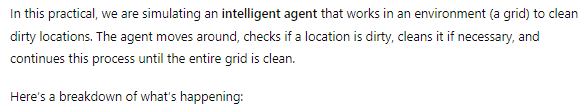 In this practical, we are simulating an intelligent agent that works in an environment (a grid) to clean
dirty locations. The agent moves around, checks if a location is dirty, cleans it if necessary, and
continues this process until the entire grid is clean.
Here's a breakdown of what's happening: